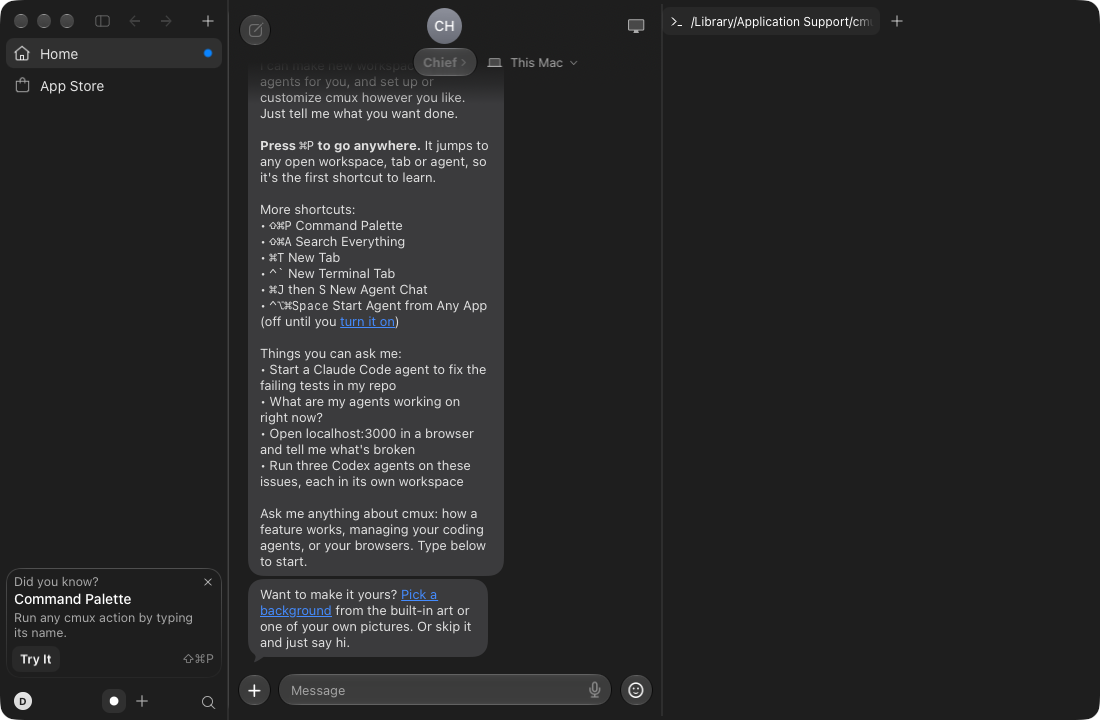 Home
App Store
Did you know?
Command Palette
Run any cmux action by typing
its name.
Try It
⇧⌘P
D
CH
Chief
This Mac
I can make new workspac
agents for you, and set up or
customize cmux however you like.
Just tell me what you want done.
Press ⌘P to go anywhere. It jumps to
any open workspace, tab or agent, so
it's the first shortcut to learn.
More shortcuts:
• ⇧⌘P Command Palette
• ⇧⌘A Search Everything
• ⌘T New Tab
• ^` New Terminal Tab
• ⌘J then S New Agent Chat
• ^⌥⌘Space Start Agent from Any App
(off until you turn it on)
Things you can ask me:
• Start a Claude Code agent to fix the
failing tests in my repo
• What are my agents working on
right now?
• Open localhost:3000 in a browser
and tell me what's broken
• Run three Codex agents on these
issues, each in its own workspace
Ask me anything about cmux: how a
feature works, managing your coding
agents, or your browsers. Type below
to start.
Want to make it yours? Pick a
background from the built-in art or
one of your own pictures. Or skip it
and just say hi.
Message
/Library/Application Support/cm